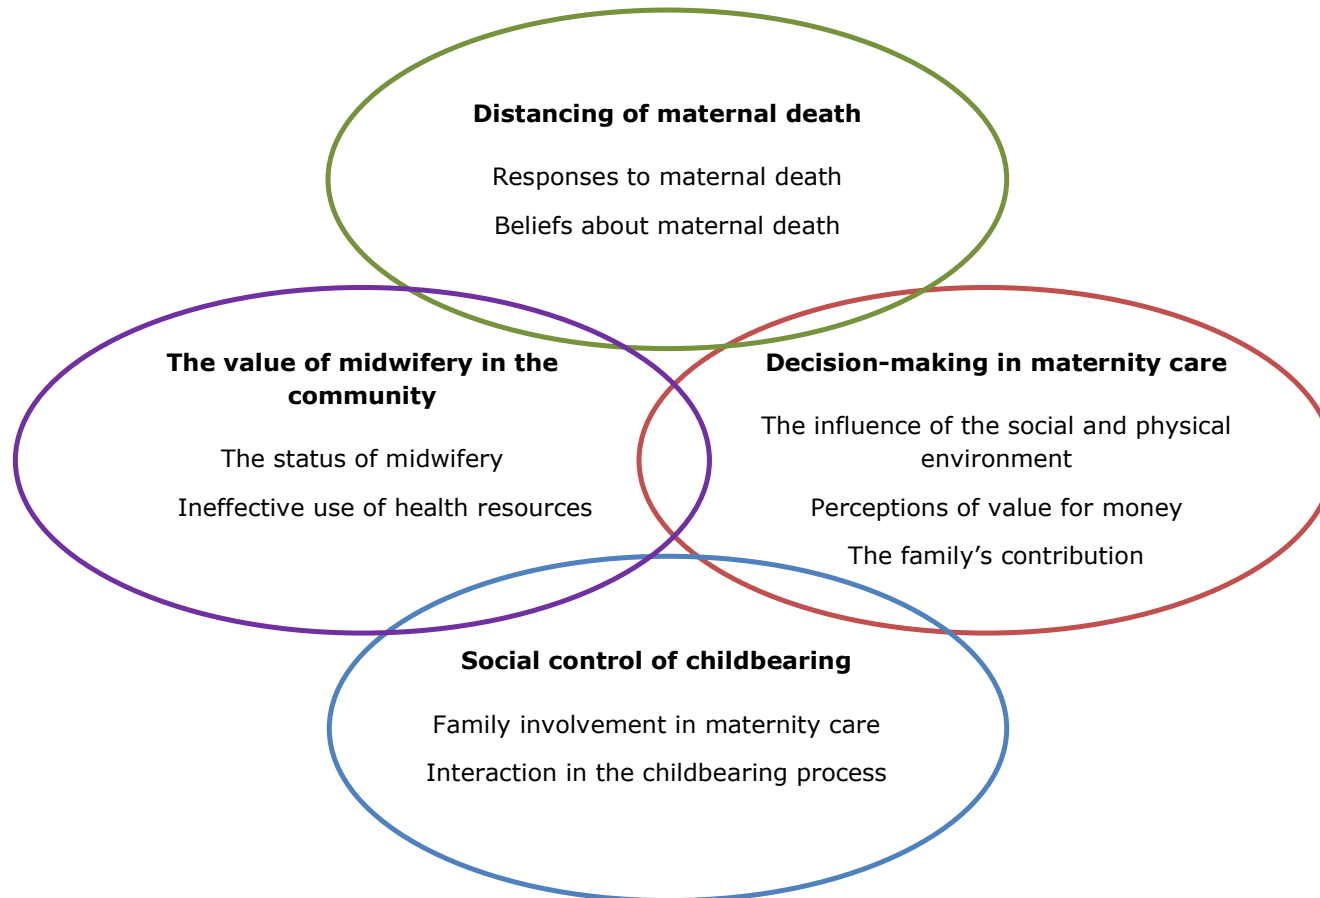 Distancing of maternal death
Responses to maternal death
Beliefs about maternal death
The value of midwifery in the
community
The status of midwifery
Ineffective use of health resources
Decision-making in maternity care
The influence of the social and physical
environment
Perceptions of value for money
The family’s contribution
Social control of childbearing
Family involvement in maternity care
Interaction in the childbearing process